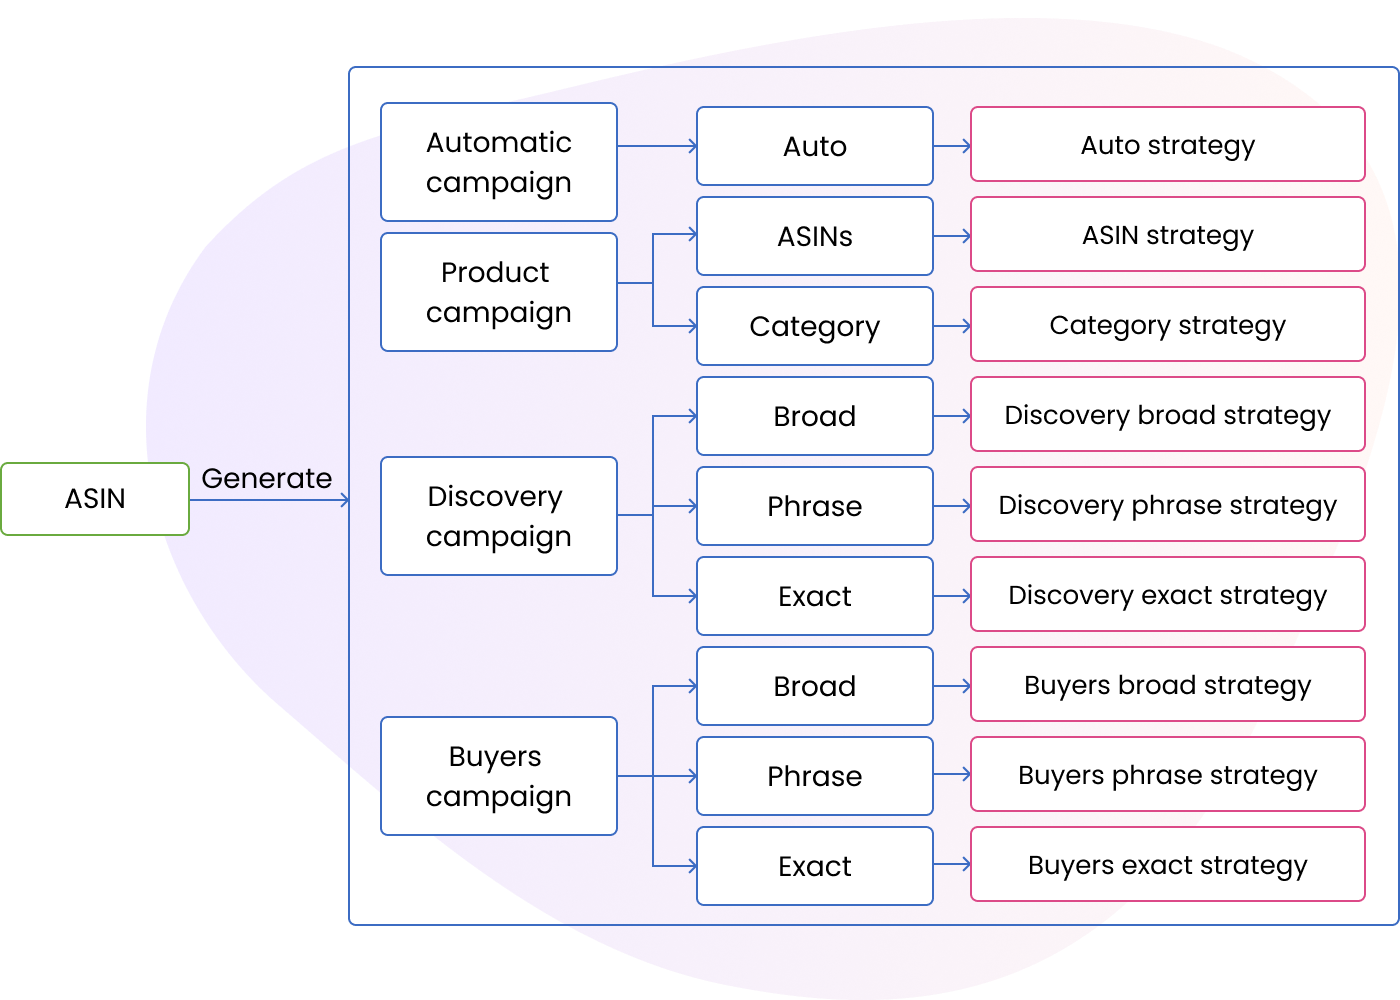 Automatic
campaign
Auto
Auto strategy
Product
campaign
ASINs
ASIN strategy
Category
Category strategy
ASIN
Generate
Discovery
campaign
Broad
Discovery broad strategy
Phrase
Discovery phrase strategy
Exact
Discovery exact strategy
Buyers
campaign
Broad
Buyers broad strategy
Phrase
Buyers phrase strategy
Exact
Buyers exact strategy